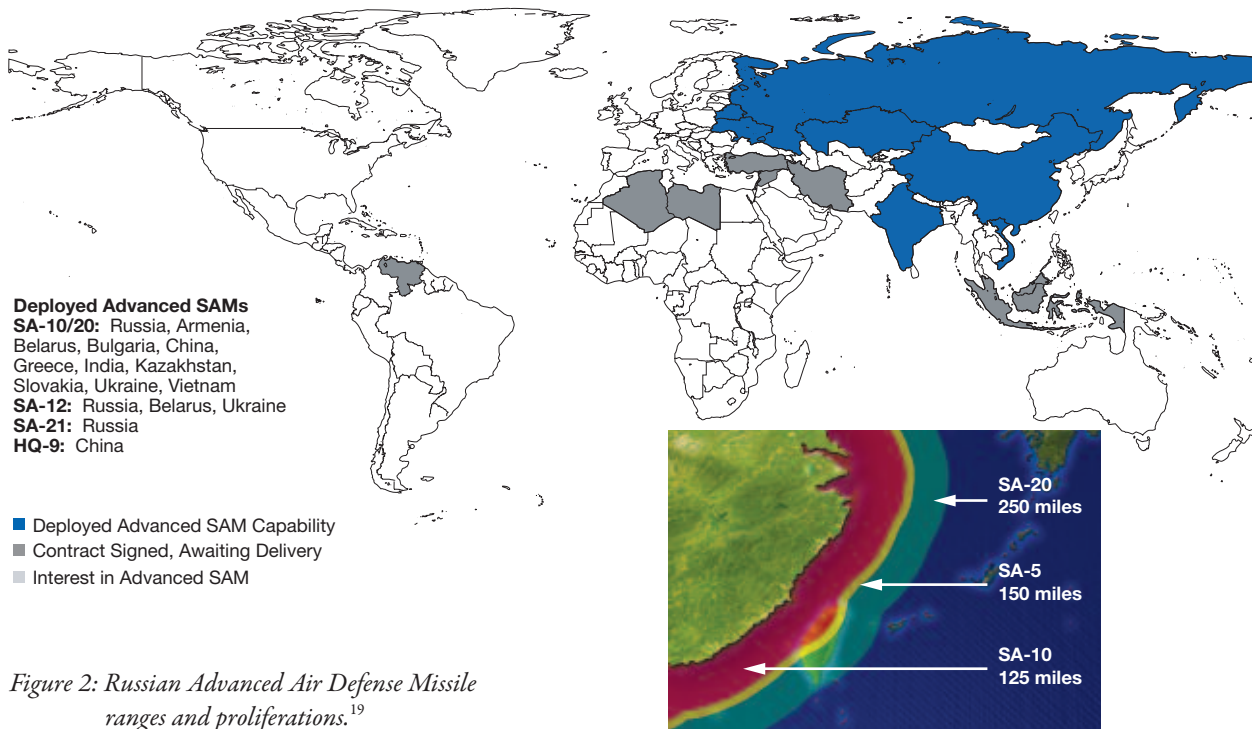 Deployed Advanced SAMs
SA-10/20: Russia, Armenia,
Belarus, Bulgaria, China,
Greece, India, Kazakhstan,
Slovakia, Ukraine, Vietnam
SA-12: Russia, Belarus, Ukraine
SA-21: Russia
HQ-9: China
Deployed Advanced SAM Capability
Contract Signed, Awaiting Delivery
Interest in Advanced SAM
SA-20
250 miles
SA-5
150 miles
SA-10
125 miles
Figure 2: Russian Advanced Air Defense Missile
ranges and proliferations.19